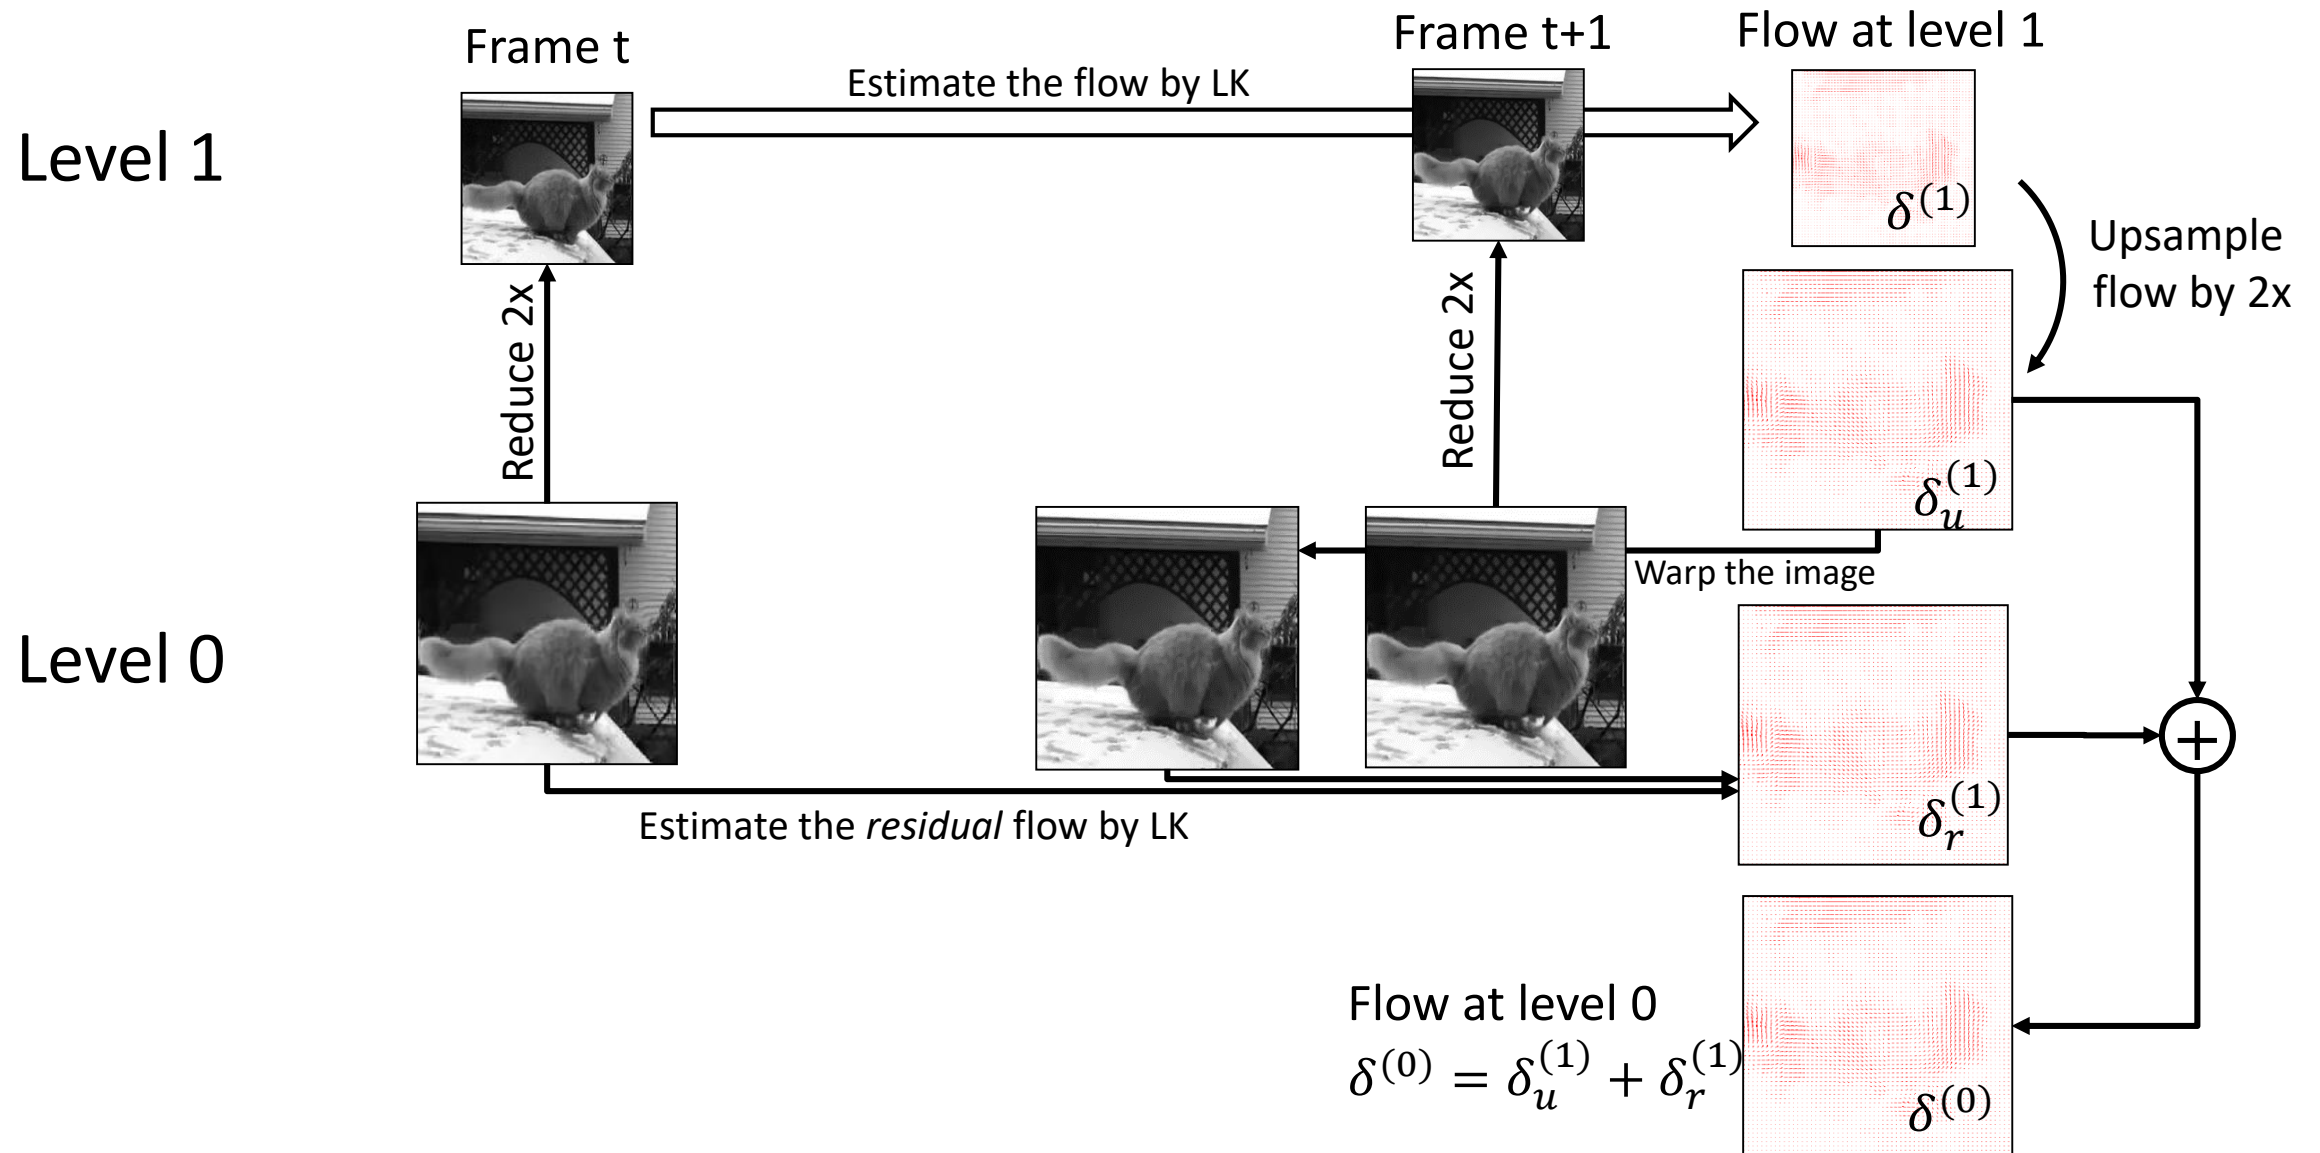 Frame t
Frame t+1
Flow at level 1
Estimate the flow by LK
Level 1
δ^(1)
Upsample
flow by 2x
Reduce 2x
Reduce 2x
δ_u^(1)
Warp the image
Level 0
δ_r^(1)
+
Estimate the residual flow by LK
Flow at level 0
δ^(0) = δ_u^(1) + δ_r^(1)
δ^(0)